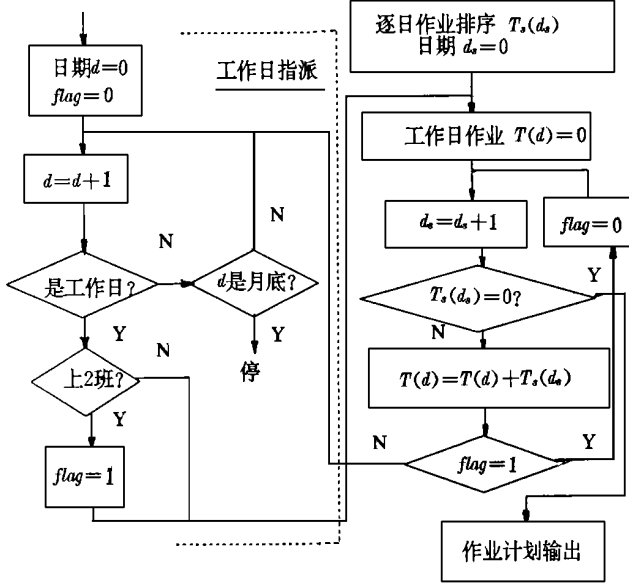 日期d=0
flag=0
工作日指派
d=d+1
N
N
是工作日?
d是月底?
Y
Y
停
N
上2班?
Y
flag=1
逐日作业排序 Tₛ(dₛ)
日期 dₛ=0
工作日作业 T(d)=0
dₛ=dₛ+1
flag=0
Y
Tₛ(dₛ)=0?
N
T(d)=T(d)+Tₛ(dₛ)
N
Y
flag=1
作业计划输出